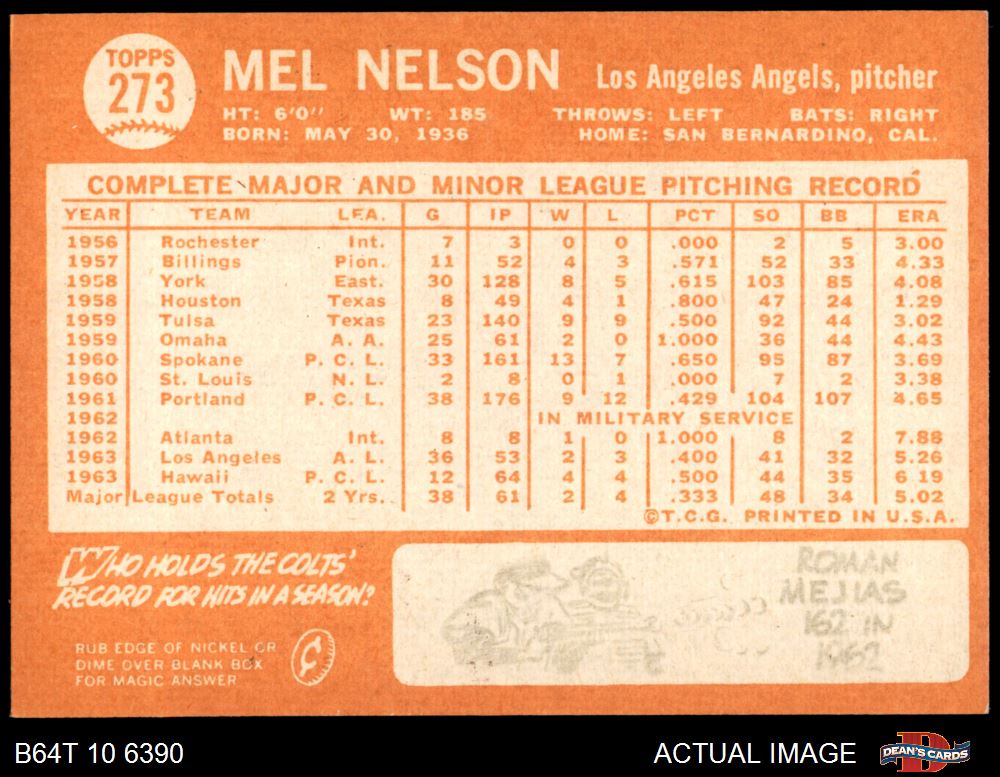 TOPPS
273
MEL NELSON Los Angeles Angels, pitcher
HT: 6'0" WT: 185 THROWS: LEFT BATS: RIGHT
BORN: MAY 30, 1936 HOME: SAN BERNARDINO, CAL.
COMPLETE MAJOR AND MINOR LEAGUE PITCHING RECORD
YEAR TEAM LEA. G IP W L PCT SO BB ERA
1956 Rochester Int. 7 3 0 0 .000 2 5 3.00
1957 Billings Pion. 11 52 4 3 .571 52 33 4.33
1958 York East. 30 128 8 5 .615 103 85 4.08
1958 Houston Texas 8 49 4 1 .800 47 24 1.29
1959 Tulsa Texas 23 140 9 9 .500 92 44 3.02
1959 Omaha A. A. 25 61 2 0 1.000 36 44 4.43
1960 Spokane P. C. L. 33 161 13 7 .650 95 87 3.69
1960 St. Louis N. L. 2 8 0 1 .000 7 2 3.38
1961 Portland P. C. L. 38 176 9 12 .429 104 107 4.65
1962 IN MILITARY SERVICE
1962 Atlanta Int. 8 8 1 0 1.000 8 2 7.88
1963 Los Angeles A. L. 36 53 2 3 .400 41 32 5.26
1963 Hawaii P. C. L. 12 64 4 4 .500 44 35 6 19
Major League Totals 2 Yrs. 38 61 2 4 .333 48 34 5.02
©T.C.G. PRINTED IN U.S.A.
WHO HOLDS THE COLTS'
RECORD FOR HITS IN A SEASON?
RUB EDGE OF NICKEL OR
DIME OVER BLANK BOX
FOR MAGIC ANSWER
¢
ROMAN
MEJIAS
162 IN
1962
B64T 10 6390 ACTUAL IMAGE DEAN'S CARDS